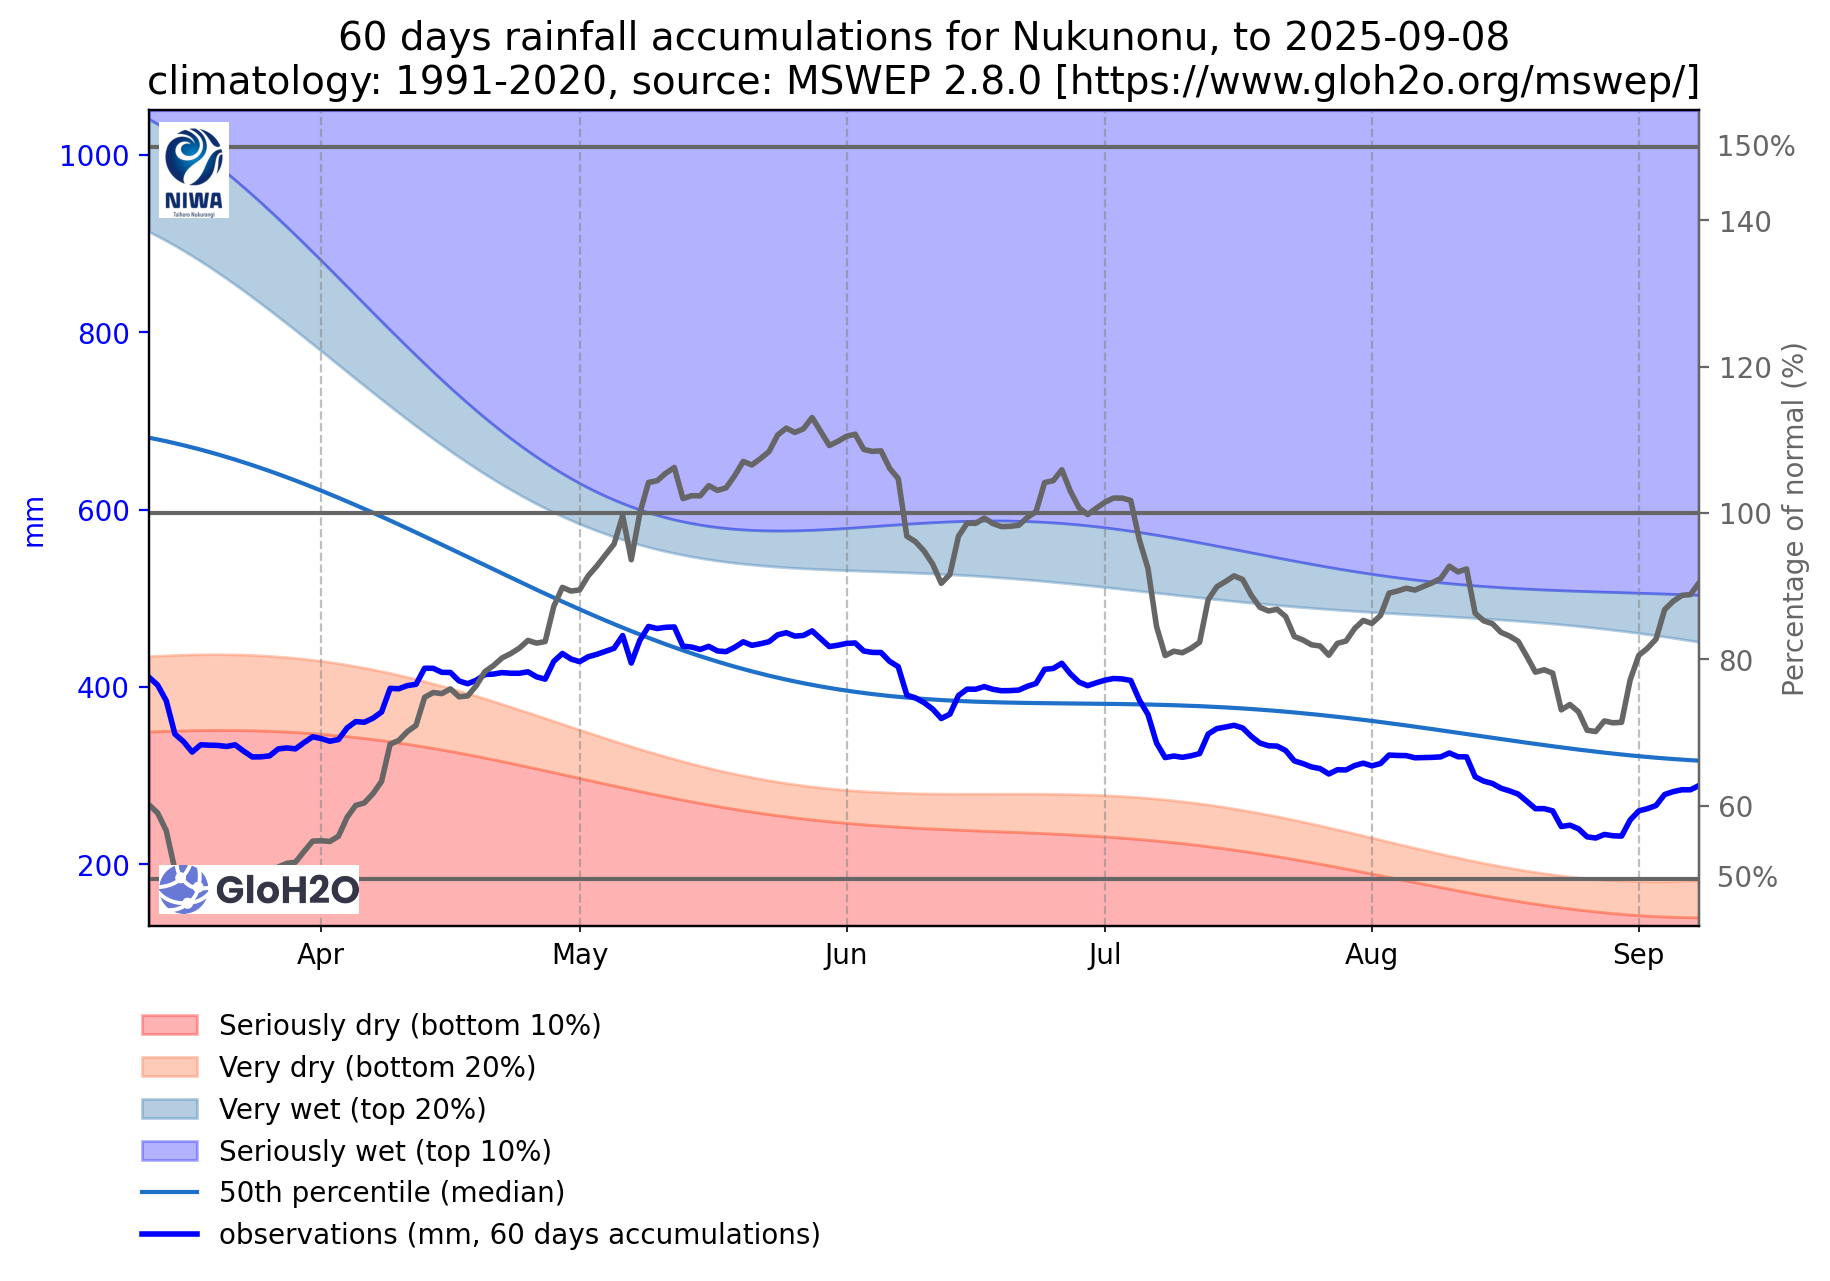 60 days rainfall accumulations for Nukunonu, to 2025-09-08
climatology: 1991-2020, source: MSWEP 2.8.0 [https://www.gloh2o.org/mswep/]
1000
800
600
400
200
mm
150%
140
120
100
80
60
50%
Percentage of normal (%)
NIWA
Taihoro Nukurangi
GloH2O
Apr
May
Jun
Jul
Aug
Sep
Seriously dry (bottom 10%)
Very dry (bottom 20%)
Very wet (top 20%)
Seriously wet (top 10%)
50th percentile (median)
observations (mm, 60 days accumulations)